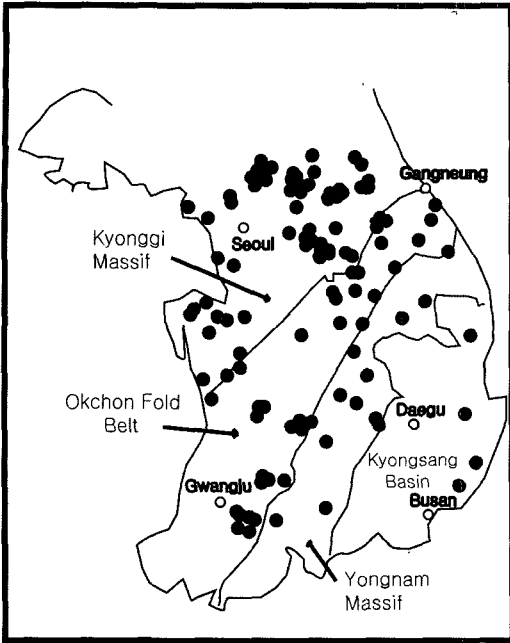 Gangneung
Seoul
Kyonggi
Massif
Okchon Fold
Belt
Daegu
Kyongsang
Basin
Gwangju
Busan
Yongnam
Massif